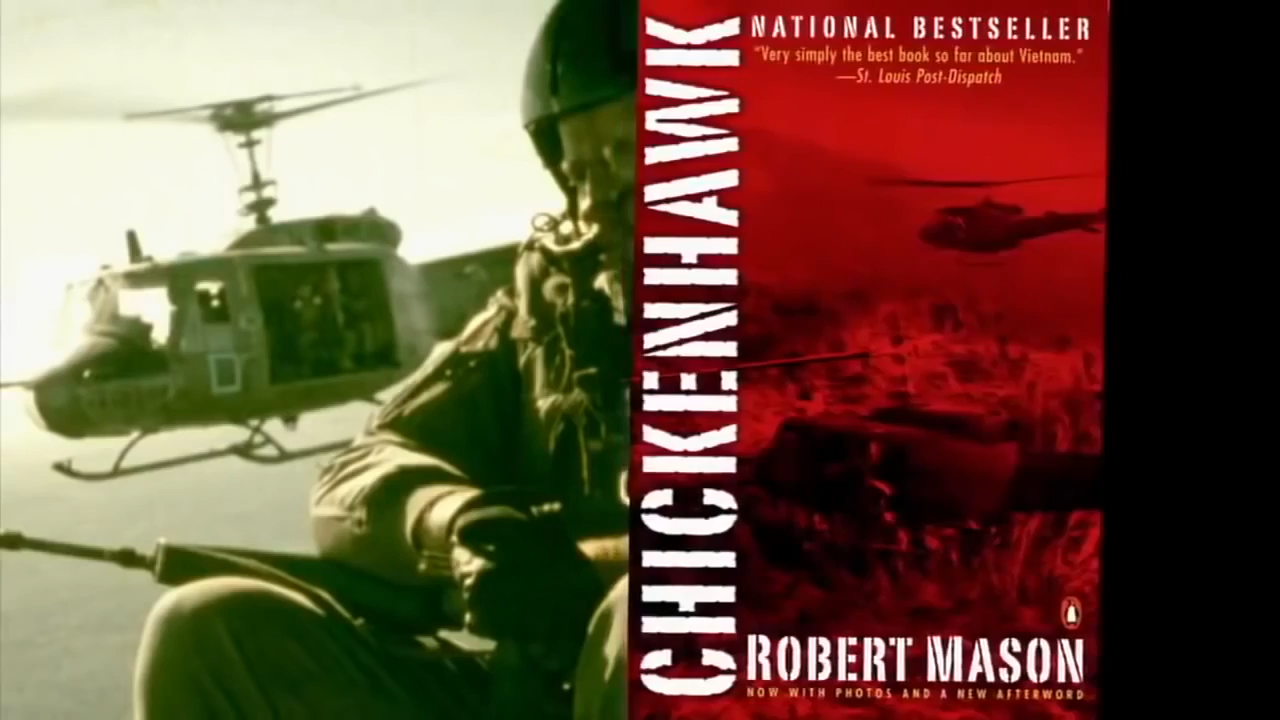 NATIONAL BESTSELLER
"Very simply the best book so far about Vietnam."
—St. Louis Post-Dispatch
CHICKENHAWK
ROBERT MASON
NOW WITH PHOTOS AND A NEW AFTERWORD